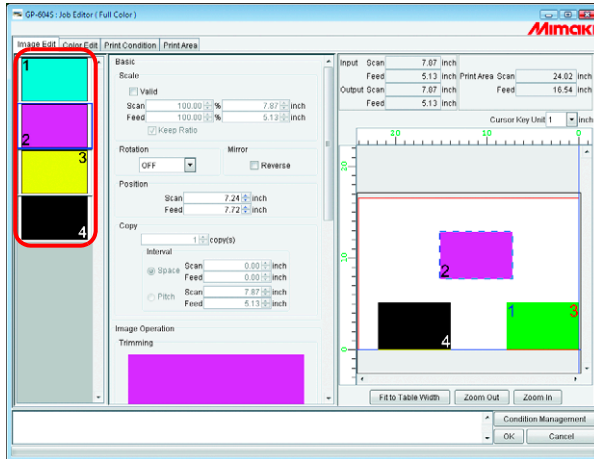 GP-604S : Job Editor ( Full Color )
Mimaki
Image Edit Color Edit Print Condition Print Area
1
2
3
4
Basic
Scale
Valid
Scan 100.00 % 7.87 inch
Feed 100.00 % 5.13 inch
Keep Ratio
Rotation Mirror
OFF Reverse
Position
Scan 7.24 inch
Feed 7.72 inch
Copy
1 copy(s)
Interval
Space Scan 0.00 inch
Feed 0.00 inch
Pitch Scan 7.87 inch
Feed 5.13 inch
Image Operation
Trimming
Input Scan 7.87 inch
Feed 5.13 inch Print Area Scan 24.02 inch
Output Scan 7.87 inch Feed 16.54 inch
Feed 5.13 inch
Cursor Key Unit 1 inch
20 10 0
20
10
0
2
4
1 3
Fit to Table Width Zoom Out Zoom In
Condition Management
OK Cancel